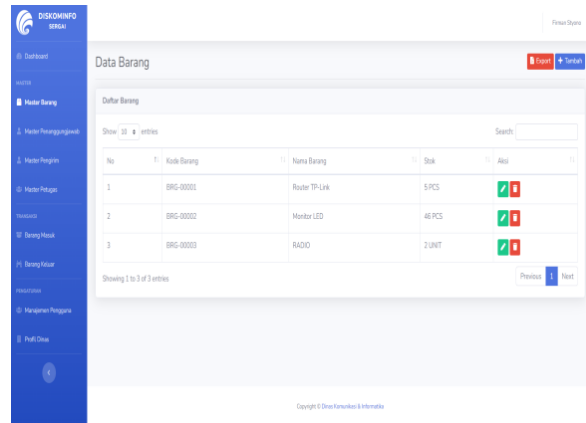 DISKOMINFO
SERGAI
Firman Styono
Dashboard
MASTER
Master Barang
Master Penanggungjawab
Master Pengirim
Master Petugas
TRANSAKSI
Barang Masuk
Barang Keluar
PENGATURAN
Manajemen Pengguna
Profil Dinas
Data Barang
Export
+ Tambah
Daftar Barang
Show 10 entries
Search:
No Kode Barang Nama Barang Stok Aksi
1 BRG-00001 Router TP-Link 5 PCS
2 BRG-00002 Monitor LED 46 PCS
3 BRG-00003 RADIO 2 UNIT
Showing 1 to 3 of 3 entries
Previous 1 Next
Copyright © Dinas Komunikasi & Informatika